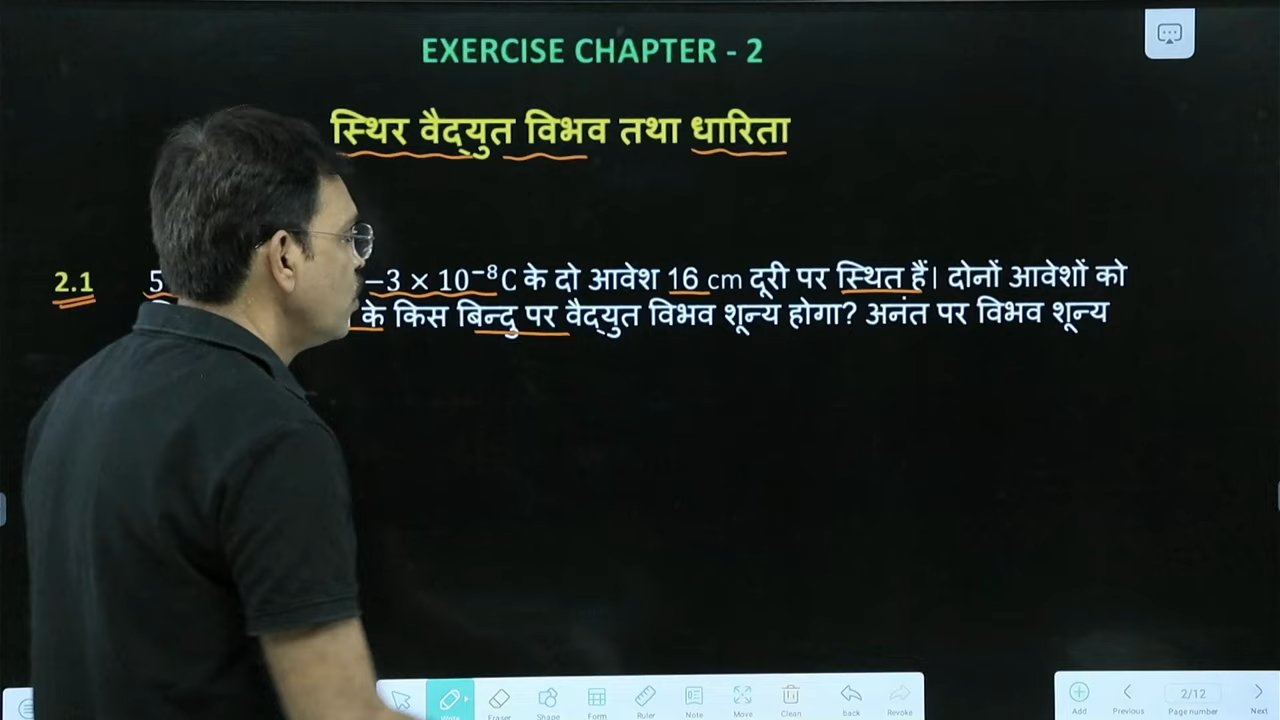 EXERCISE CHAPTER - 2
स्थिर वैद्युत विभव तथा धारिता
2.1 5 −3 × 10⁻⁸C के दो आवेश 16 cm दूरी पर स्थित हैं। दोनों आवेशों को
के किस बिन्दु पर वैद्युत विभव शून्य होगा? अनंत पर विभव शून्य
Write Eraser Shape Form Ruler Note Move Clean back Revoke Add Previous 2/12 Page number Next